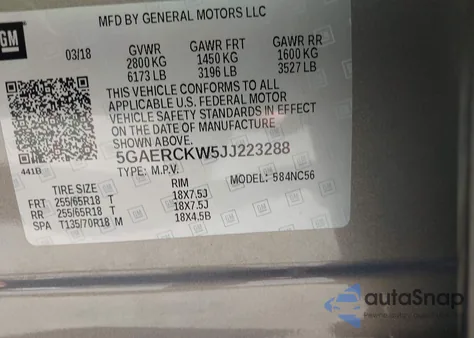 MFD BY GENERAL MOTORS LLC
GM
03/18 GVWR GAWR FRT GAWR RR
2800 KG 1450 KG 1600 KG
6173 LB 3196 LB 3527 LB
THIS VEHICLE CONFORMS TO ALL
APPLICABLE U.S. FEDERAL MOTOR
VEHICLE SAFETY STANDARDS IN EFFECT
ON THE DATE OF MANUFACTURE
SHOWN ABOVE.
5GAERCKW5JJ223288
441B TYPE: M.P.V. MODEL: 584NC56
TIRE SIZE RIM
FRT 255/65R18 T 18X7.5J
RR 255/65R18 T 18X7.5J
SPA T135/70R18 M 18X4.5B
autoSnap